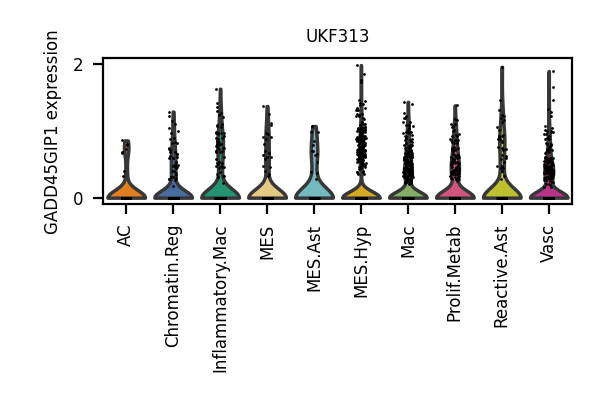 UKF313
GADD45GIP1 expression
2
0
AC
Chromatin.Reg
Inflammatory.Mac
MES
MES.Ast
MES.Hyp
Mac
Prolif.Metab
Reactive.Ast
Vasc